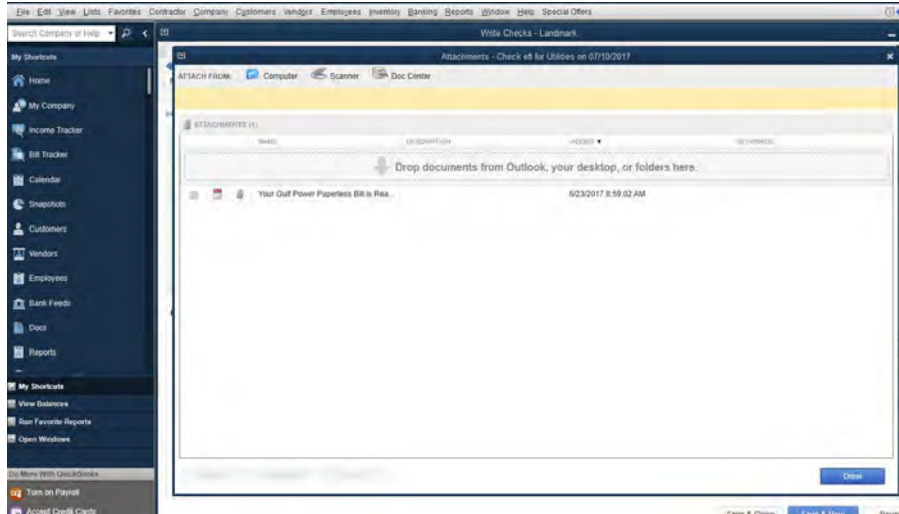 File Edit View Lists Favorites Contractor Company Customers Vendors Employees Inventory Banking Reports Window Help Special Offers
Search Company or Help
Write Checks - Landmark
My Shortcuts
Attachments - Check eft for Utilities on 07/10/2017
ATTACH FROM: Computer Scanner Doc Center
Home
My Company
ATTACHMENTS (1)
Income Tracker
NAME DESCRIPTION ADDED KEYWORDS
Bill Tracker
Drop documents from Outlook, your desktop, or folders here.
Calendar
Your Gulf Power Paperless Bill is Rea... 6/23/2017 8:59:02 AM
Snapshots
Customers
Vendors
Employees
Bank Feeds
Docs
Reports
My Shortcuts
View Balances
Run Favorite Reports
Open Windows
Do More With QuickBooks
Done
Turn on Payroll
Accept Credit Cards
Save & Close Save & New